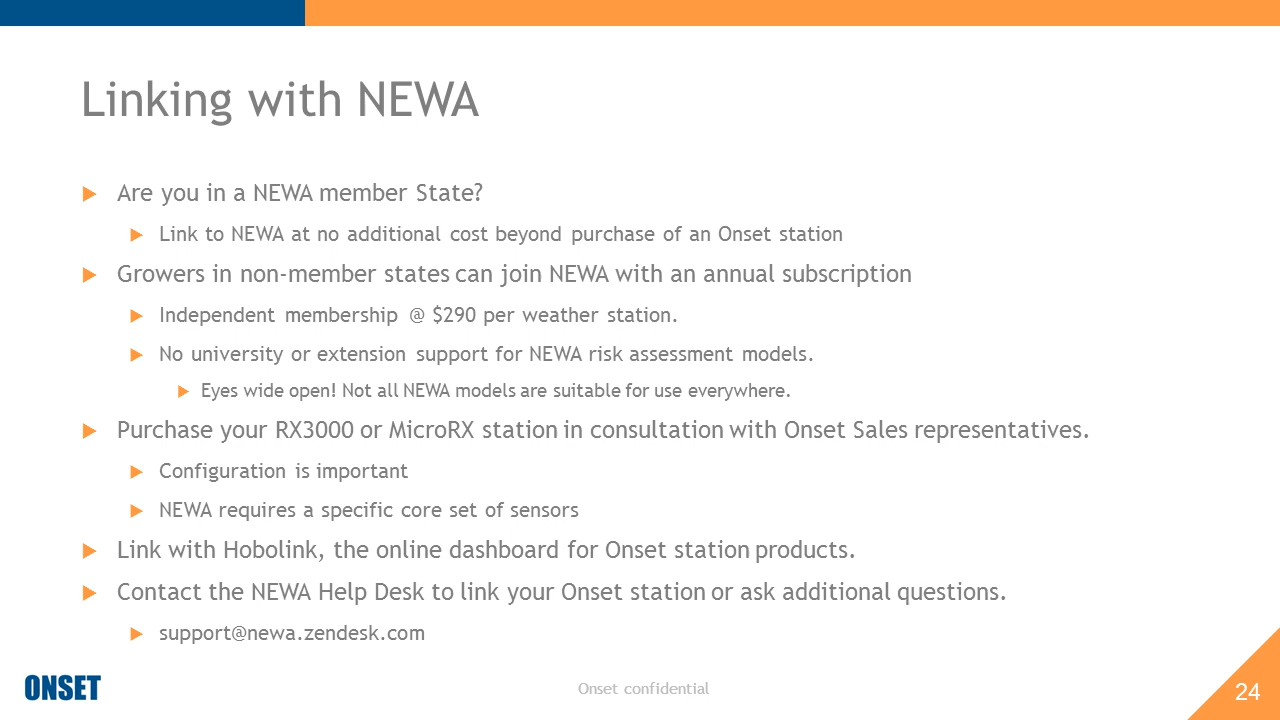 Linking with NEWA
Are you in a NEWA member State?
Link to NEWA at no additional cost beyond purchase of an Onset station
Growers in non-member states can join NEWA with an annual subscription
Independent membership @ $290 per weather station.
No university or extension support for NEWA risk assessment models.
Eyes wide open! Not all NEWA models are suitable for use everywhere.
Purchase your RX3000 or MicroRX station in consultation with Onset Sales representatives.
Configuration is important
NEWA requires a specific core set of sensors
Link with Hobolink, the online dashboard for Onset station products.
Contact the NEWA Help Desk to link your Onset station or ask additional questions.
support@newa.zendesk.com
ONSET
Onset confidential
24